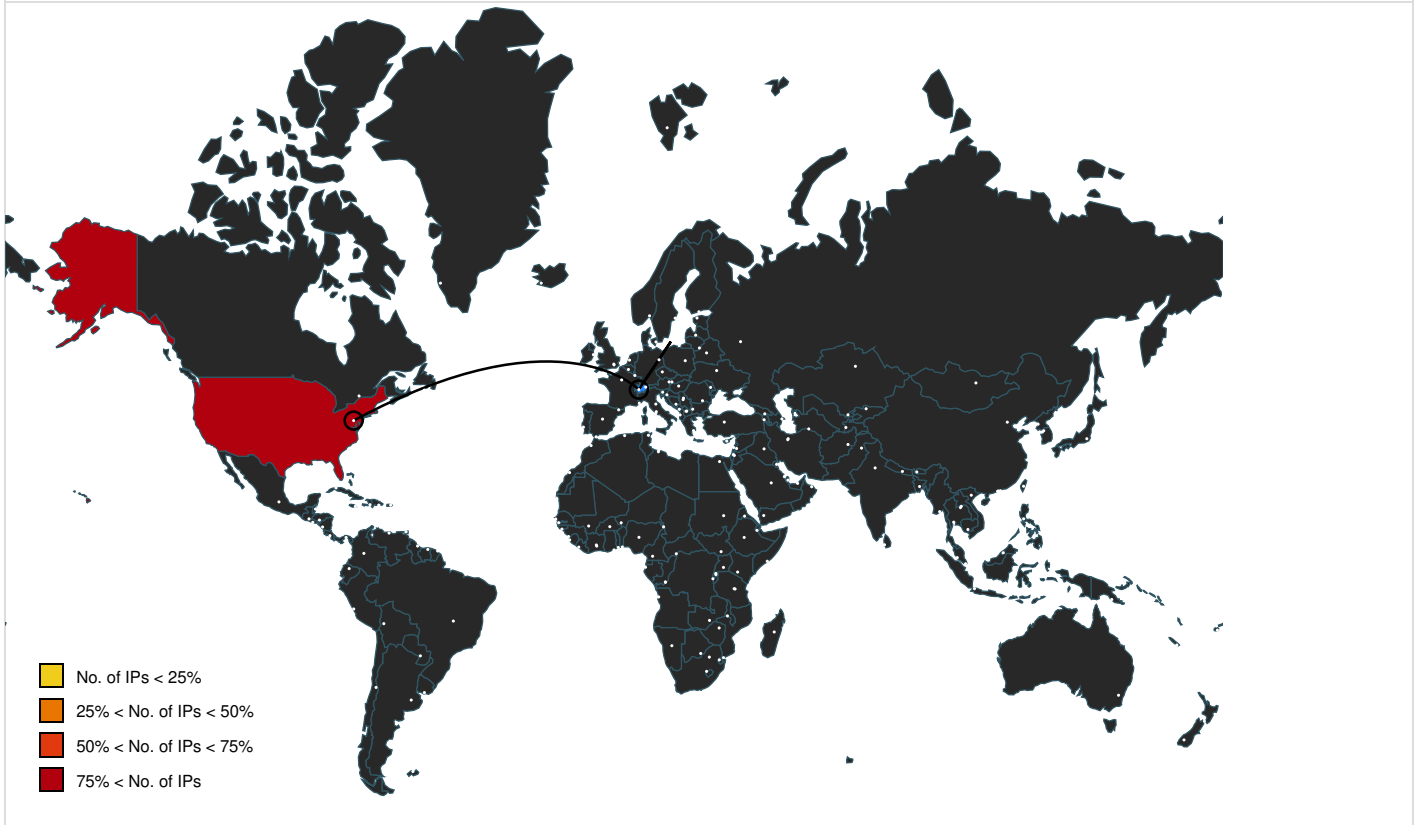 No. of IPs < 25%
25% < No. of IPs < 50%
50% < No. of IPs < 75%
75% < No. of IPs